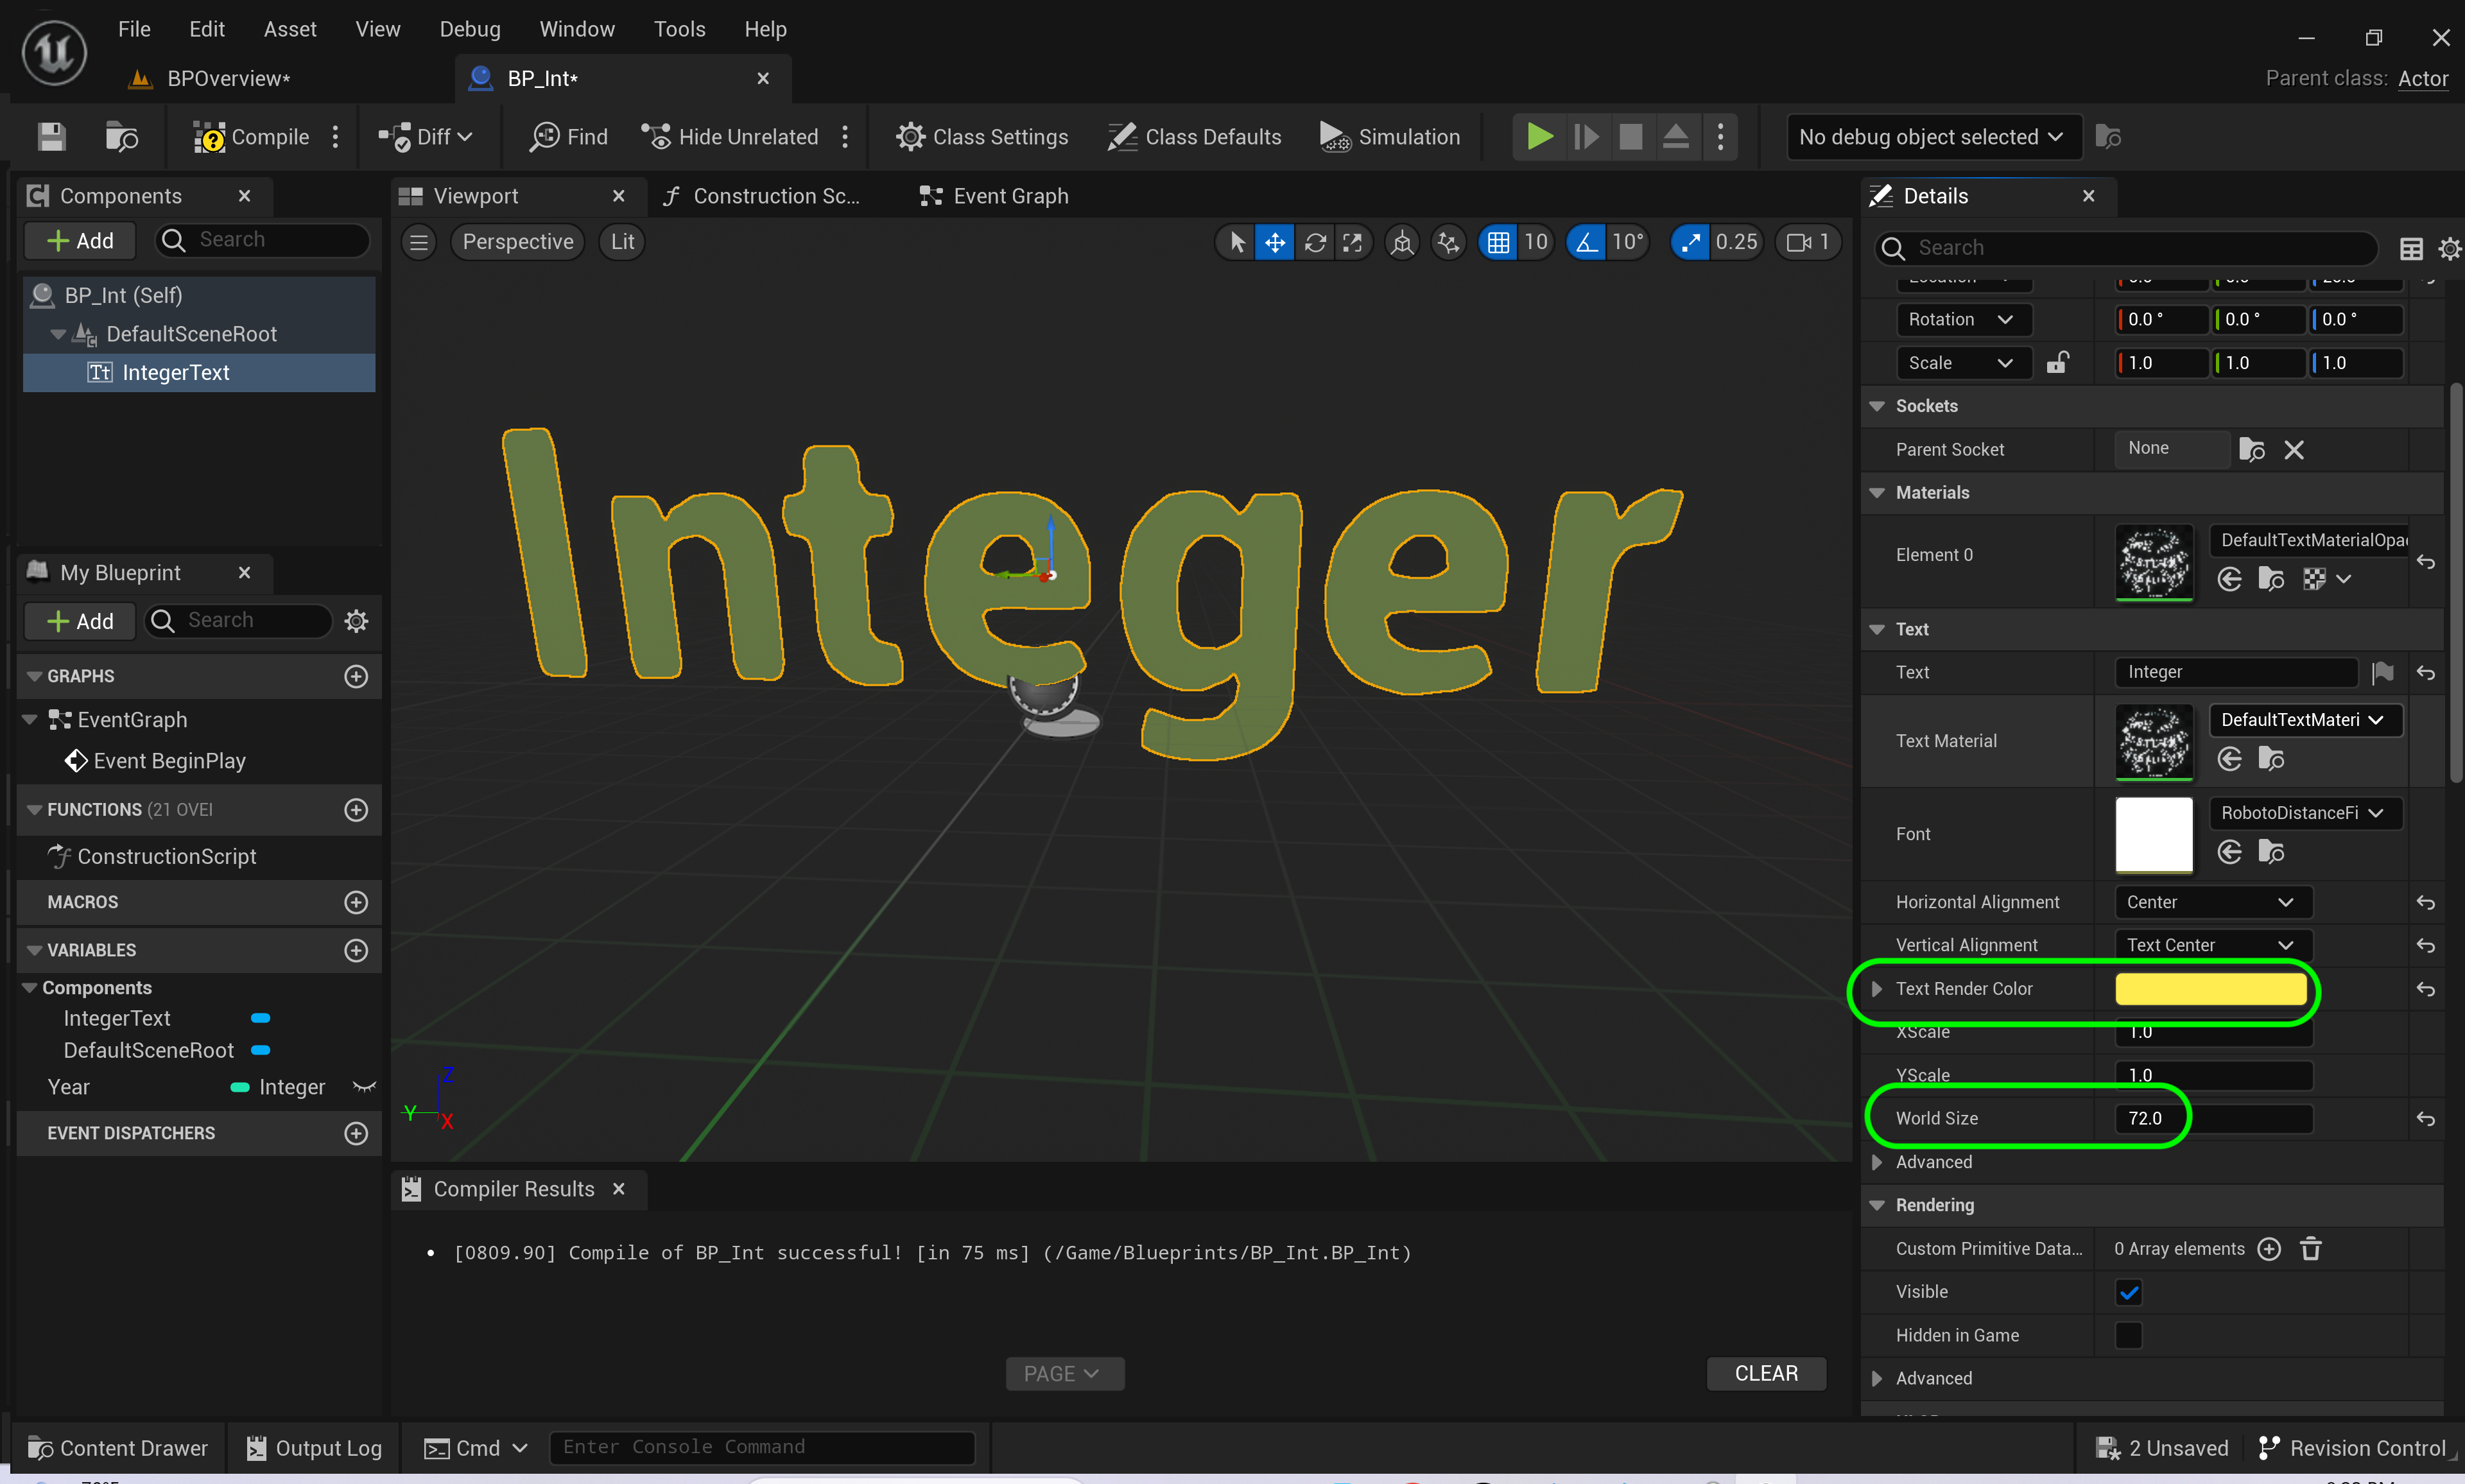 File Edit Asset View Debug Window Tools Help
BPOverview*
BP_Int*
Parent class: Actor
Compile
Diff
Find
Hide Unrelated
Class Settings
Class Defaults
Simulation
No debug object selected
Components
Add
Search
BP_Int (Self)
DefaultSceneRoot
IntegerText
My Blueprint
Add
Search
GRAPHS
EventGraph
Event BeginPlay
FUNCTIONS (21 OVEI
ConstructionScript
MACROS
VARIABLES
Components
IntegerText
DefaultSceneRoot
Year Integer
EVENT DISPATCHERS
Viewport
Construction Sc...
Event Graph
Perspective
Lit
10
10°
0.25
1
Integer
Z
Y
X
Compiler Results
• [0809.90] Compile of BP_Int successful! [in 75 ms] (/Game/Blueprints/BP_Int.BP_Int)
PAGE
CLEAR
Details
Search
Rotation 0.0 ° 0.0 ° 0.0 °
Scale 1.0 1.0 1.0
Sockets
Parent Socket None
Materials
Element 0 DefaultTextMaterialOpa
Text
Text Integer
Text Material DefaultTextMateri
Font RobotoDistanceFi
Horizontal Alignment Center
Vertical Alignment Text Center
Text Render Color
XScale 1.0
YScale 1.0
World Size 72.0
Advanced
Rendering
Custom Primitive Data... 0 Array elements
Visible
Hidden in Game
Advanced
Content Drawer
Output Log
Cmd
Enter Console Command
2 Unsaved
Revision Control